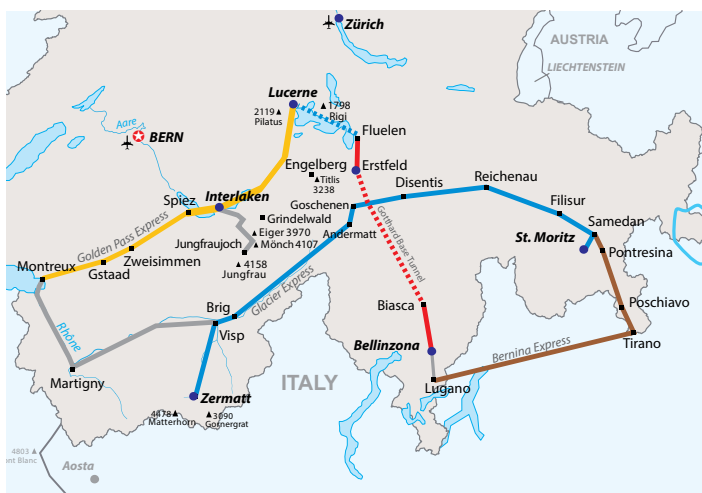 Zürich
AUSTRIA
LIECHTENSTEIN
Lucerne
2119
Pilatus
1798
Rigi
Aare
BERN
Fluelen
Engelberg
Titlis
3238
Erstfeld
Disentis
Reichenau
Spiez
Interlaken
Goschenen
Filisur
Golden Pass Express
Grindelwald
Andermatt
Gotthard Base Tunnel
Samedan
St. Moritz
Pontresina
Zweisimmen
Gstaad
Montreux
Jungfraujoch
Eiger 3970
Mönch 4107
4158
Jungfrau
Glacier Express
Brig
Visp
Biasca
Poschiavo
Rhône
Bellinzona
Bernina Express
Tirano
Martigny
Zermatt
ITALY
Lugano
4478
Matterhorn
3090
Gornergrat
4803
ont Blanc
Aosta